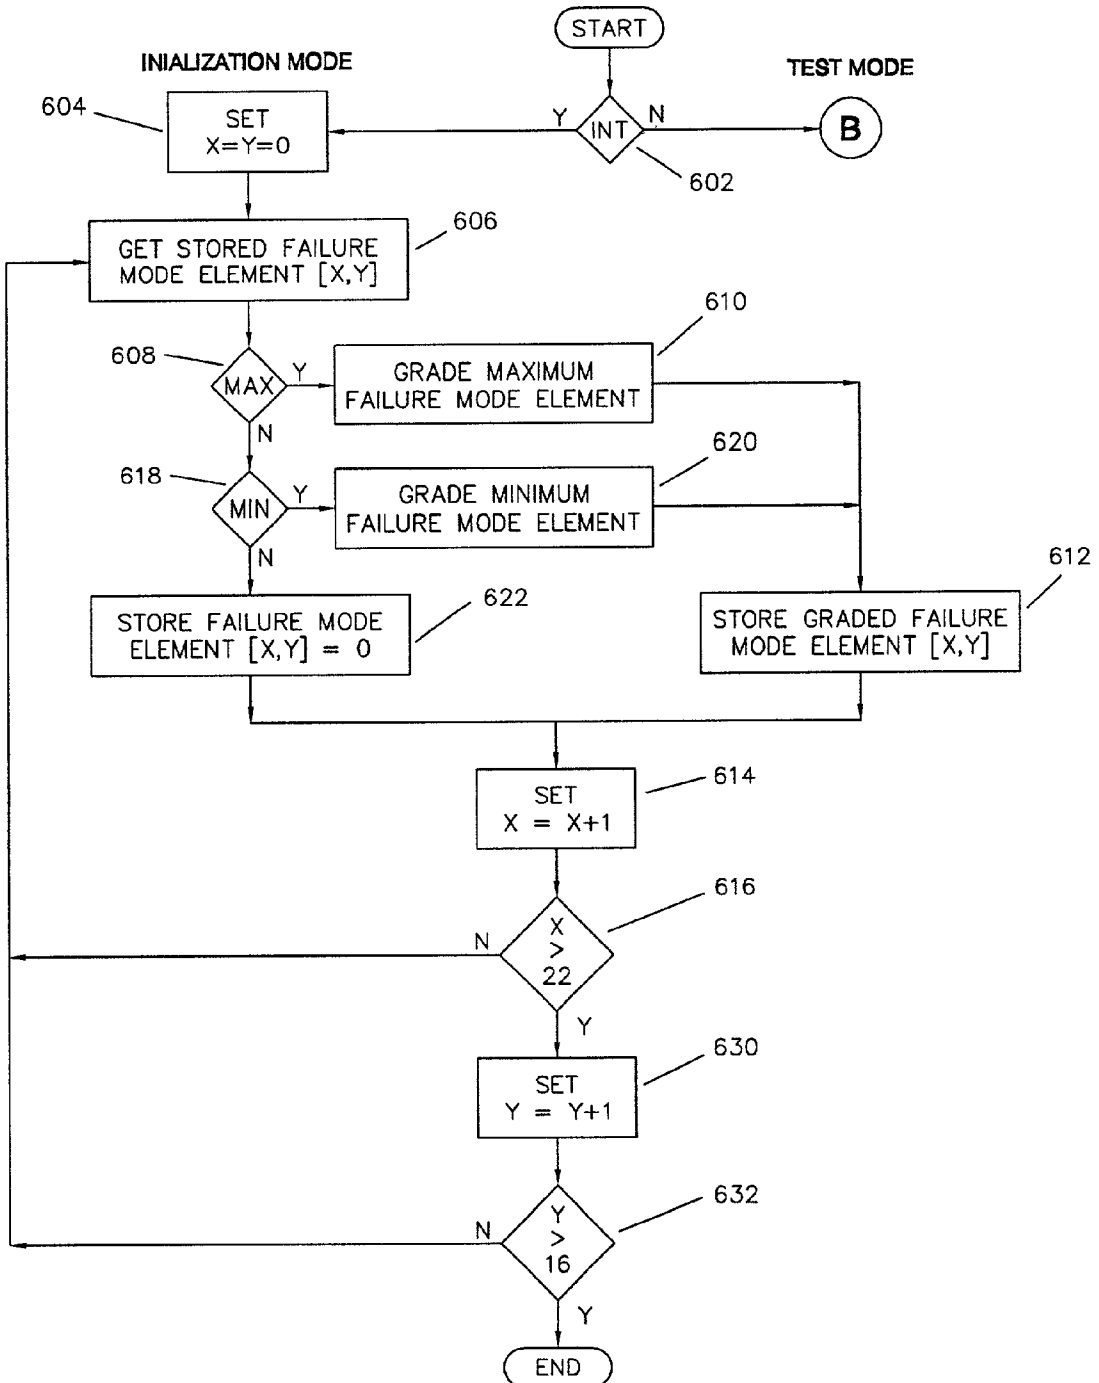 START
INIALIZATION MODE
TEST MODE
604
SET
X=Y=0
Y
INT
N
B
602
606
GET STORED FAILURE
MODE ELEMENT [X,Y]
610
608
MAX
Y
GRADE MAXIMUM
FAILURE MODE ELEMENT
N
620
618
MIN
Y
GRADE MINIMUM
FAILURE MODE ELEMENT
N
612
622
STORE FAILURE MODE
ELEMENT [X,Y] = 0
STORE GRADED FAILURE
MODE ELEMENT [X,Y]
614
SET
X = X+1
616
N
X
>
22
Y
630
SET
Y = Y+1
632
N
Y
>
16
Y
END